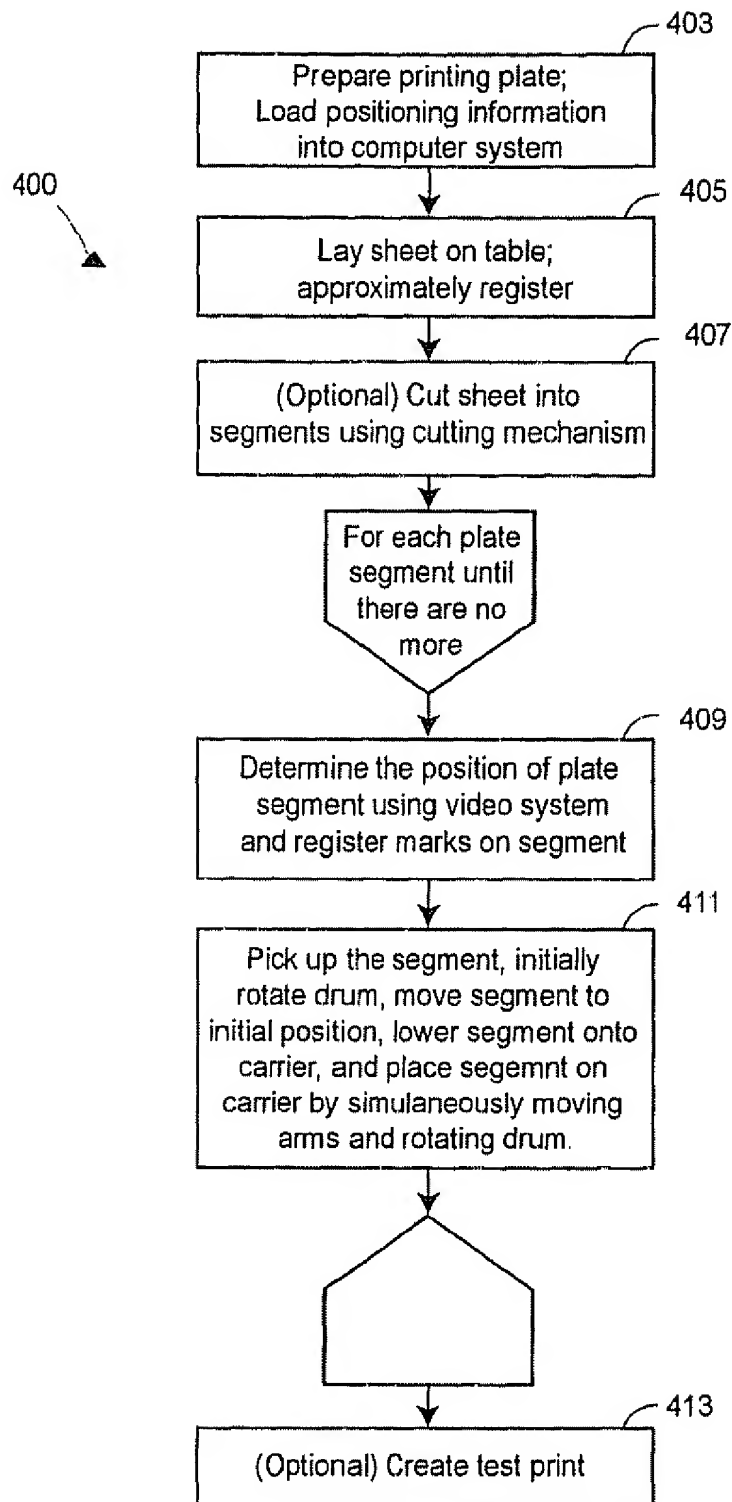 403
Prepare printing plate;
Load positioning information
into computer system
400
405
Lay sheet on table;
approximately register
407
(Optional) Cut sheet into
segments using cutting mechanism
For each plate
segment until
there are no
more
409
Determine the position of plate
segment using video system
and register marks on segment
411
Pick up the segment, initially
rotate drum, move segment to
initial position, lower segment onto
carrier, and place segemnt on
carrier by simulaneously moving
arms and rotating drum.
413
(Optional) Create test print